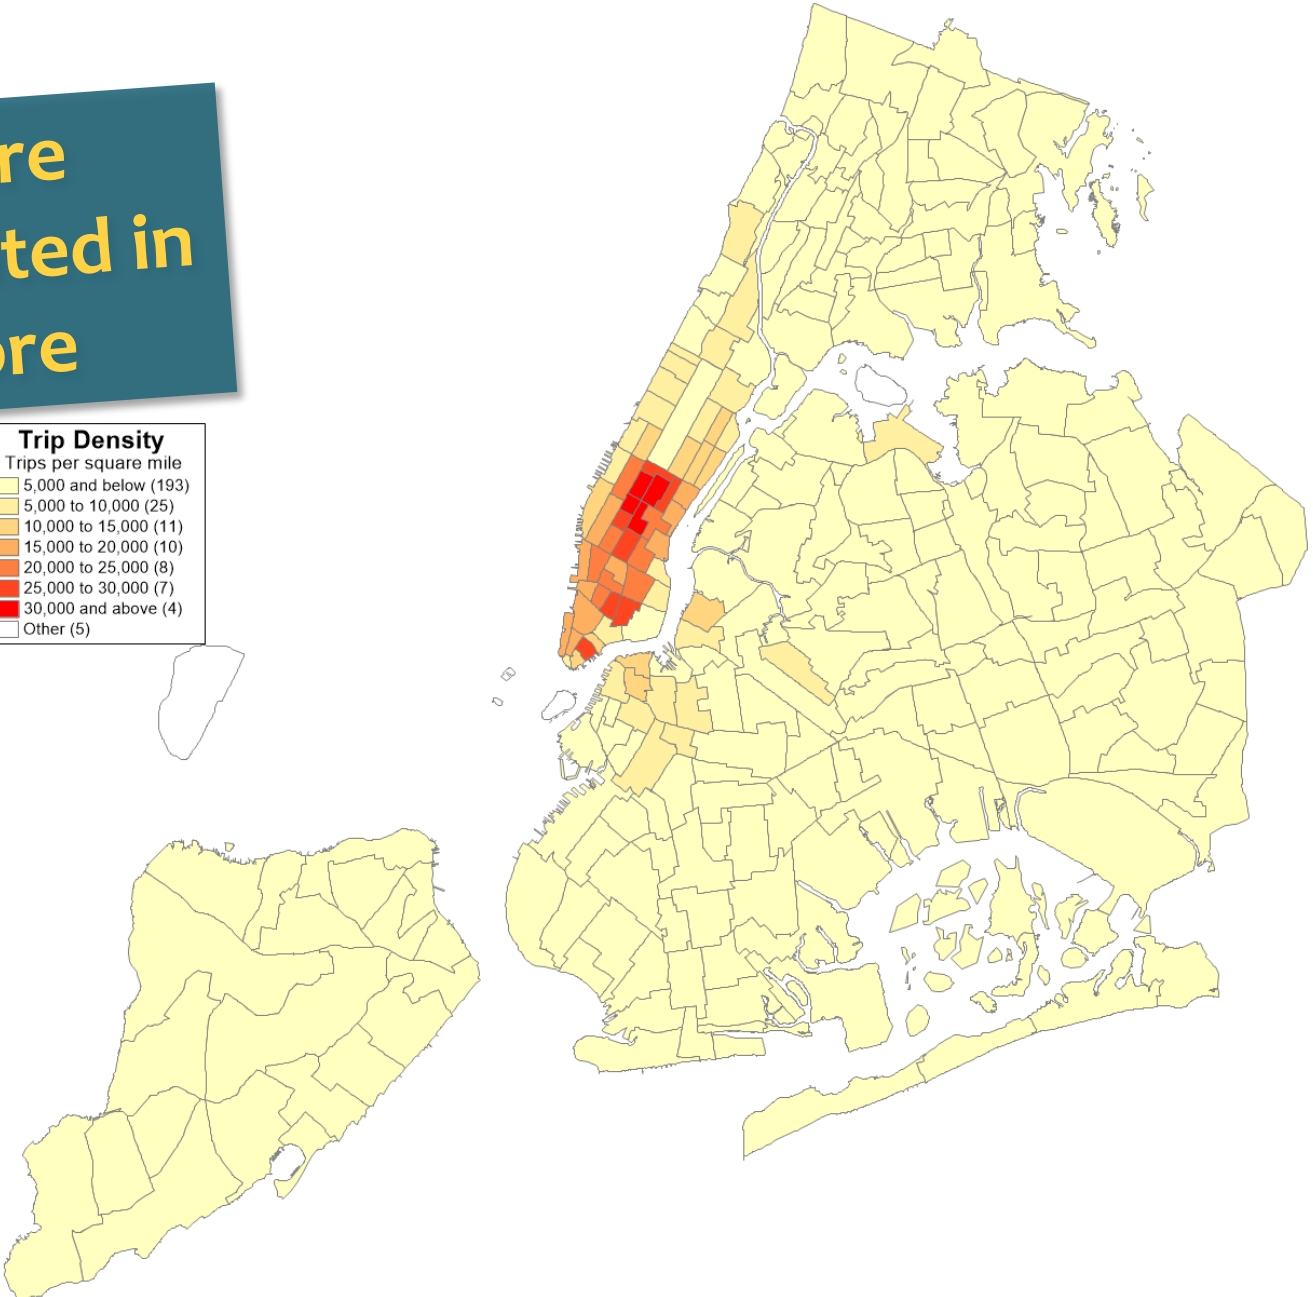 re
ted in
ore
Trip Density
Trips per square mile
5,000 and below (193)
5,000 to 10,000 (25)
10,000 to 15,000 (11)
15,000 to 20,000 (10)
20,000 to 25,000 (8)
25,000 to 30,000 (7)
30,000 and above (4)
Other (5)